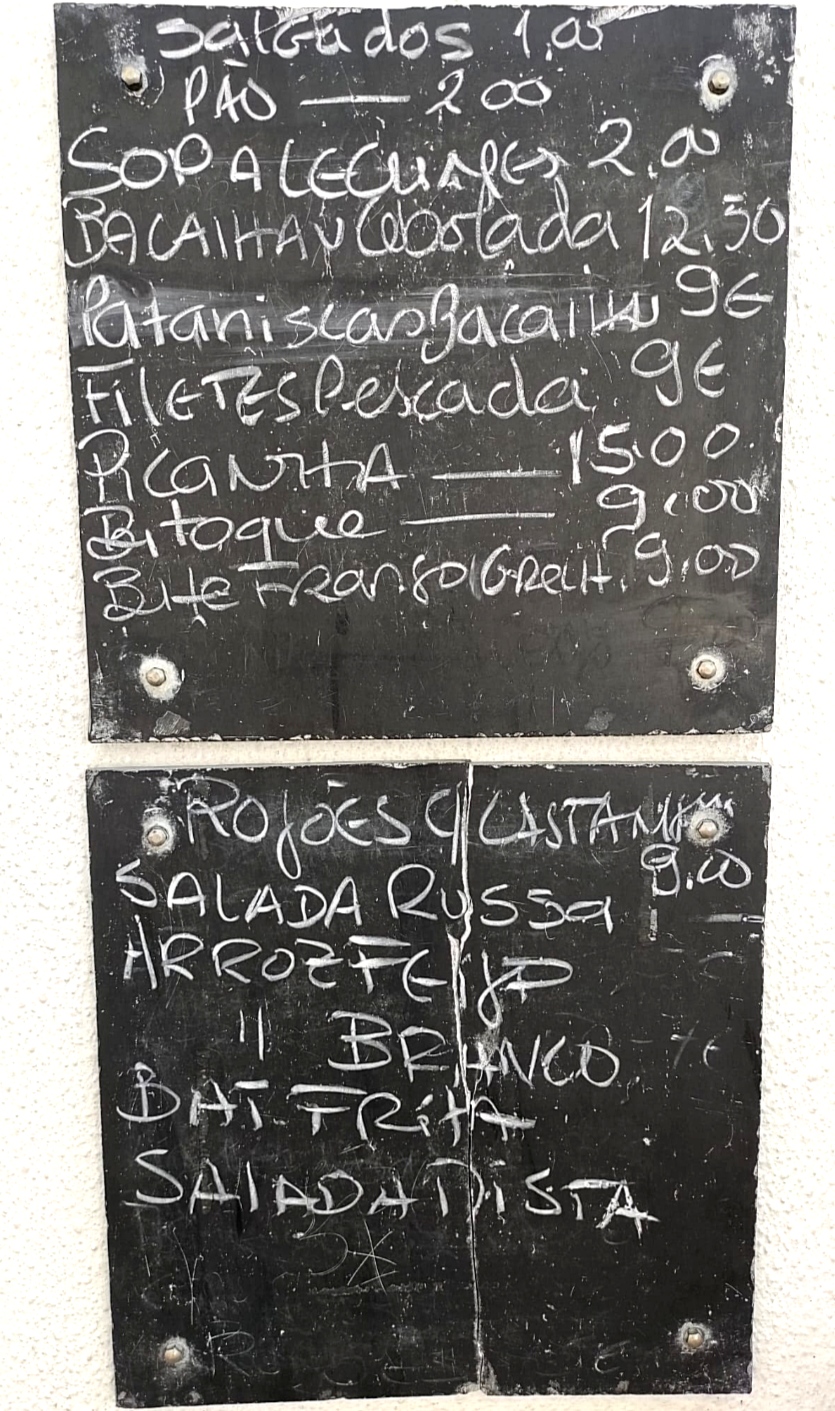 Salgados 1.00
PÃO — 2 00
SOPA LEGUMES 2.00
BACALHAU Cebolada 12.50
Pataniscas Bacalhau 9€
FILETES Pescada 9€
PICANHA — 15.00
Bitoque — 9.00
Bife FRANGO GRELH. 9.00
ROJÕES C/ CASTANHAS
9.00
SALADA RUSSA
ARROZ FEIJÃO
" BRANCO
BAT. FRITA
SALADA MISTA